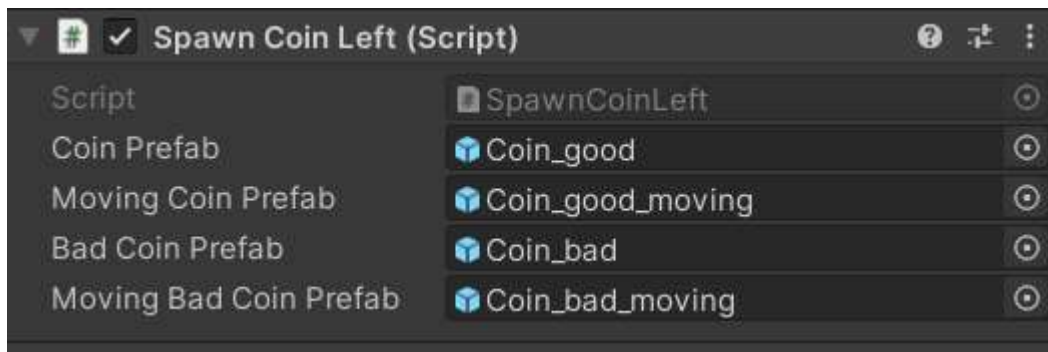 # Spawn Coin Left (Script)
Script # SpawnCoinLeft
Coin Prefab Coin_good
Moving Coin Prefab Coin_good_moving
Bad Coin Prefab Coin_bad
Moving Bad Coin Prefab Coin_bad_moving